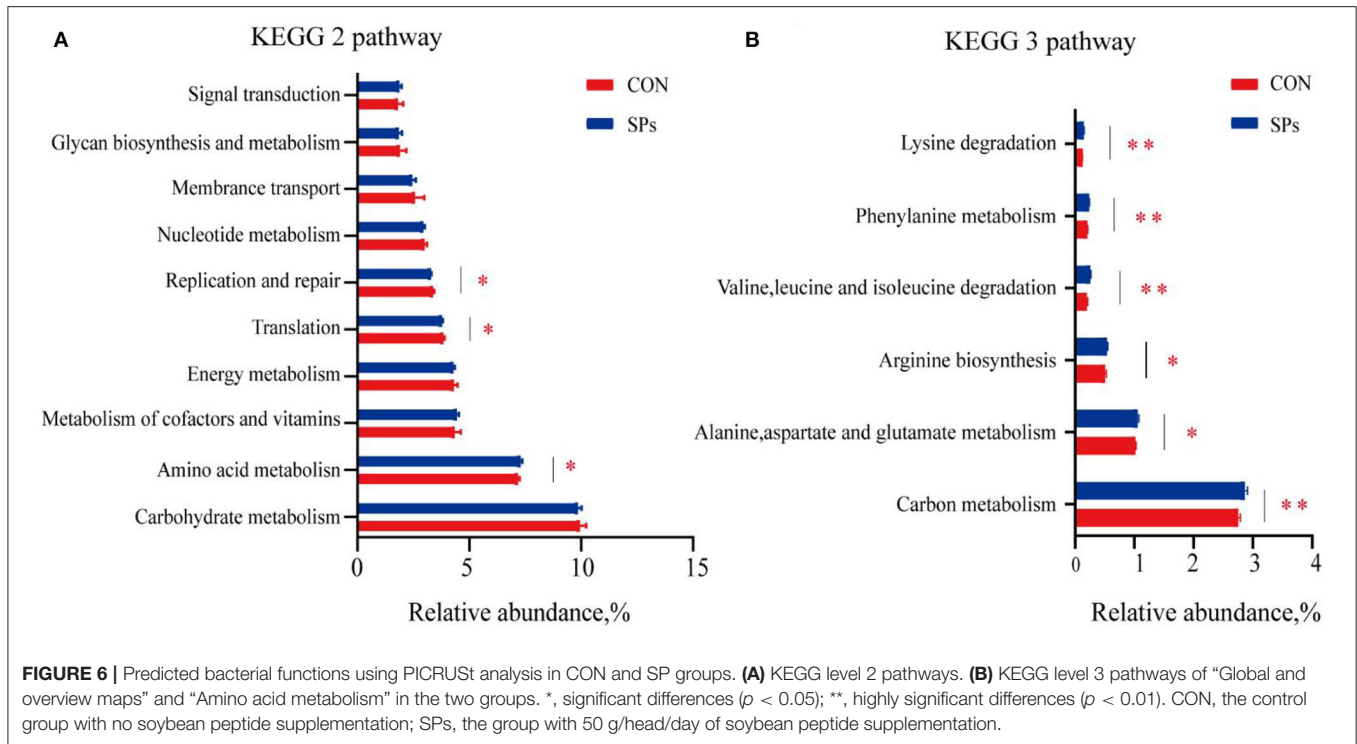 A
KEGG 2 pathway
CON
SPs
Signal transduction
Glycan biosynthesis and metabolism
Membrance transport
Nucleotide metabolism
Replication and repair
*
Translation
*
Energy metabolism
Metabolism of cofactors and vitamins
Amino acid metabolisn
*
Carbohydrate metabolism
0 5 10 15
Relative abundance,%
B
KEGG 3 pathway
CON
SPs
Lysine degradation
**
Phenylanine metabolism
**
Valine,leucine and isoleucine degradation
**
Arginine biosynthesis
*
Alanine,aspartate and glutamate metabolism
*
Carbon metabolism
**
0 1 2 3 4
Relative abundance,%
FIGURE 6 | Predicted bacterial functions using PICRUSt analysis in CON and SP groups. (A) KEGG level 2 pathways. (B) KEGG level 3 pathways of “Global and
overview maps” and “Amino acid metabolism” in the two groups. *, significant differences (p < 0.05); **, highly significant differences (p < 0.01). CON, the control
group with no soybean peptide supplementation; SPs, the group with 50 g/head/day of soybean peptide supplementation.